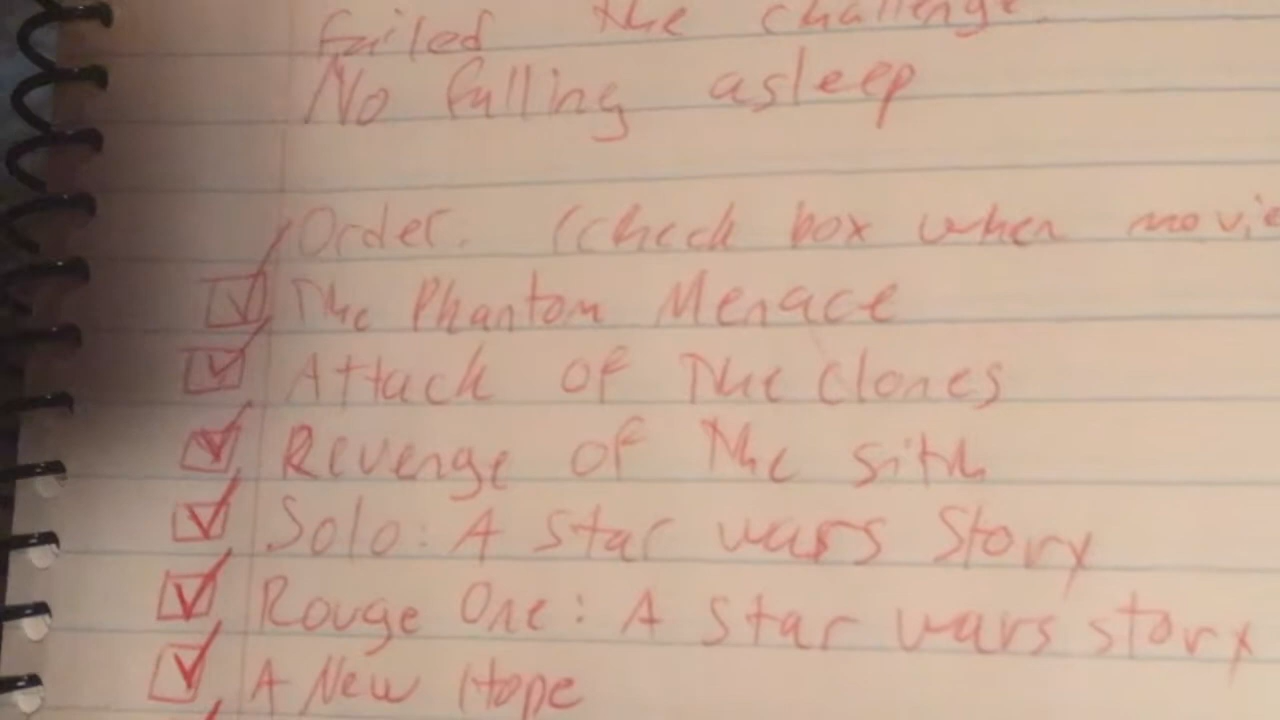 failed the challenge.
No falling asleep
Order. (check box when movie
The Phantom Menace
Attack of The Clones
Revenge of The Sith
Solo: A Star wars Story
Rouge One: A Star wars story
A New Hope